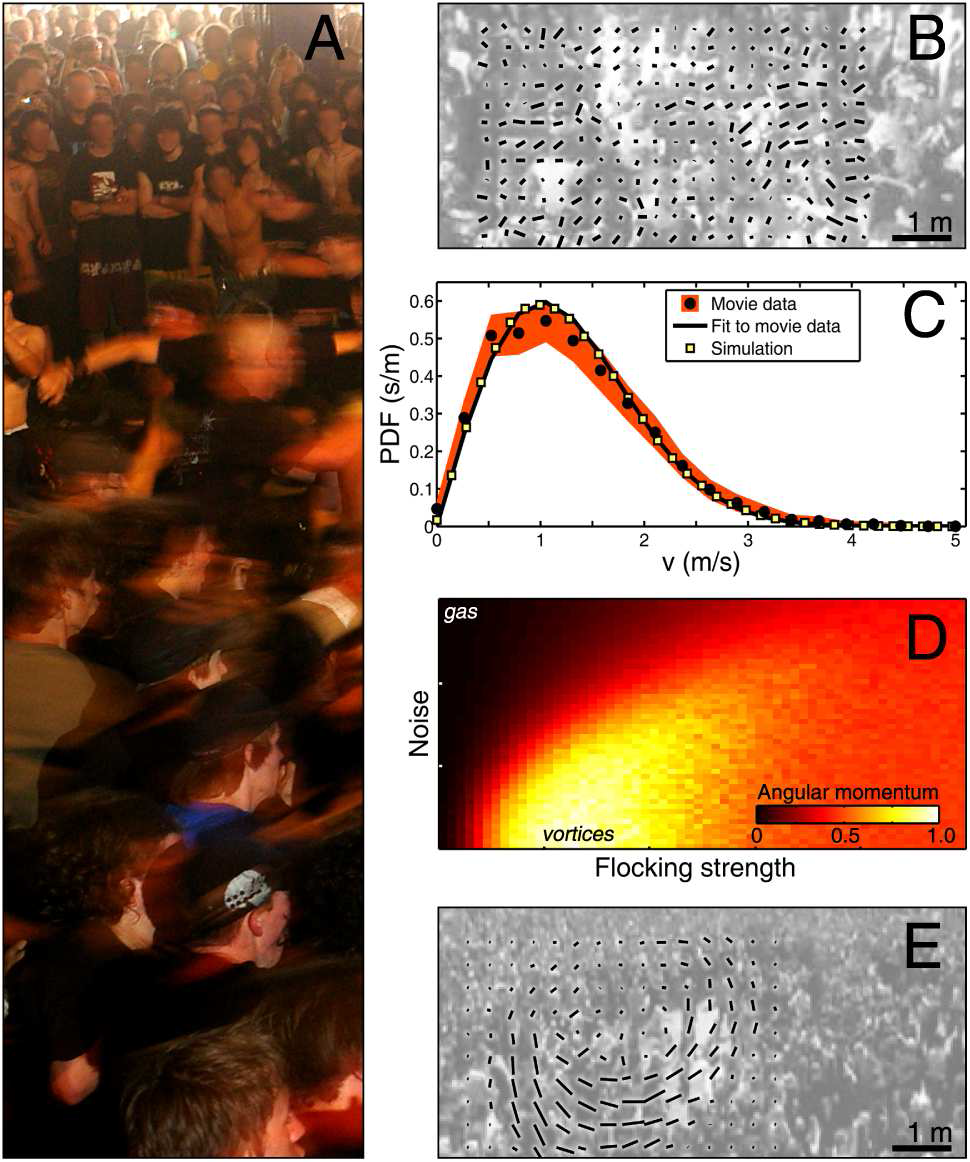 A
B
1 m
C
Movie data
Fit to movie data
Simulation
0.6
0.5
0.4
0.3
0.2
0.1
0
PDF (s/m)
0 1 2 3 4 5
v (m/s)
gas
D
Noise
Angular momentum
0 0.5 1.0
vortices
Flocking strength
E
1 m